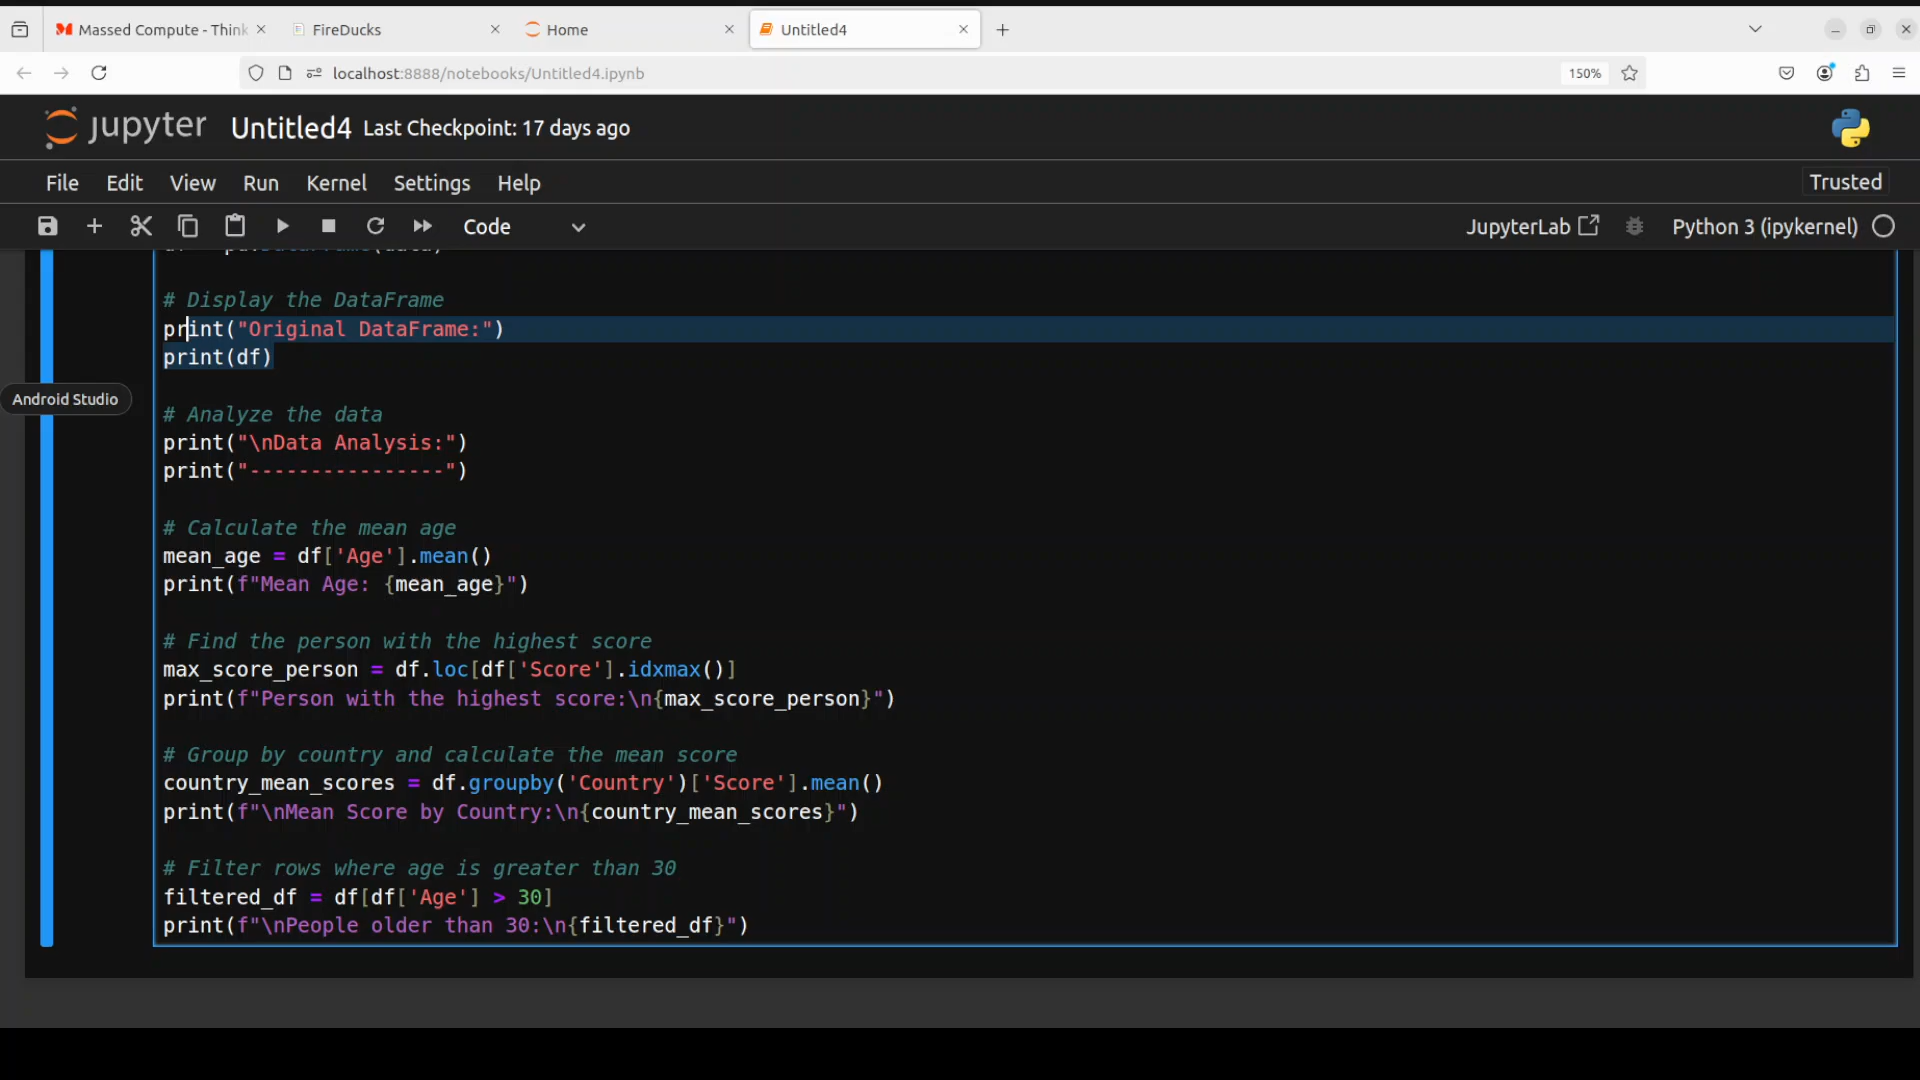 Massed Compute - Think
FireDucks
Home
Untitled4
localhost:8888/notebooks/Untitled4.ipynb
150%
jupyter
Untitled4
Last Checkpoint: 17 days ago
File Edit View Run Kernel Settings Help
Trusted
Code
JupyterLab
Python 3 (ipykernel)
df = pd.DataFrame(data)
# Display the DataFrame
print("Original DataFrame:")
print(df)
Android Studio
# Analyze the data
print("\nData Analysis:")
print("----------------")
# Calculate the mean age
mean_age = df['Age'].mean()
print(f"Mean Age: {mean_age}")
# Find the person with the highest score
max_score_person = df.loc[df['Score'].idxmax()]
print(f"Person with the highest score:\n{max_score_person}")
# Group by country and calculate the mean score
country_mean_scores = df.groupby('Country')['Score'].mean()
print(f"\nMean Score by Country:\n{country_mean_scores}")
# Filter rows where age is greater than 30
filtered_df = df[df['Age'] > 30]
print(f"\nPeople older than 30:\n{filtered_df}")